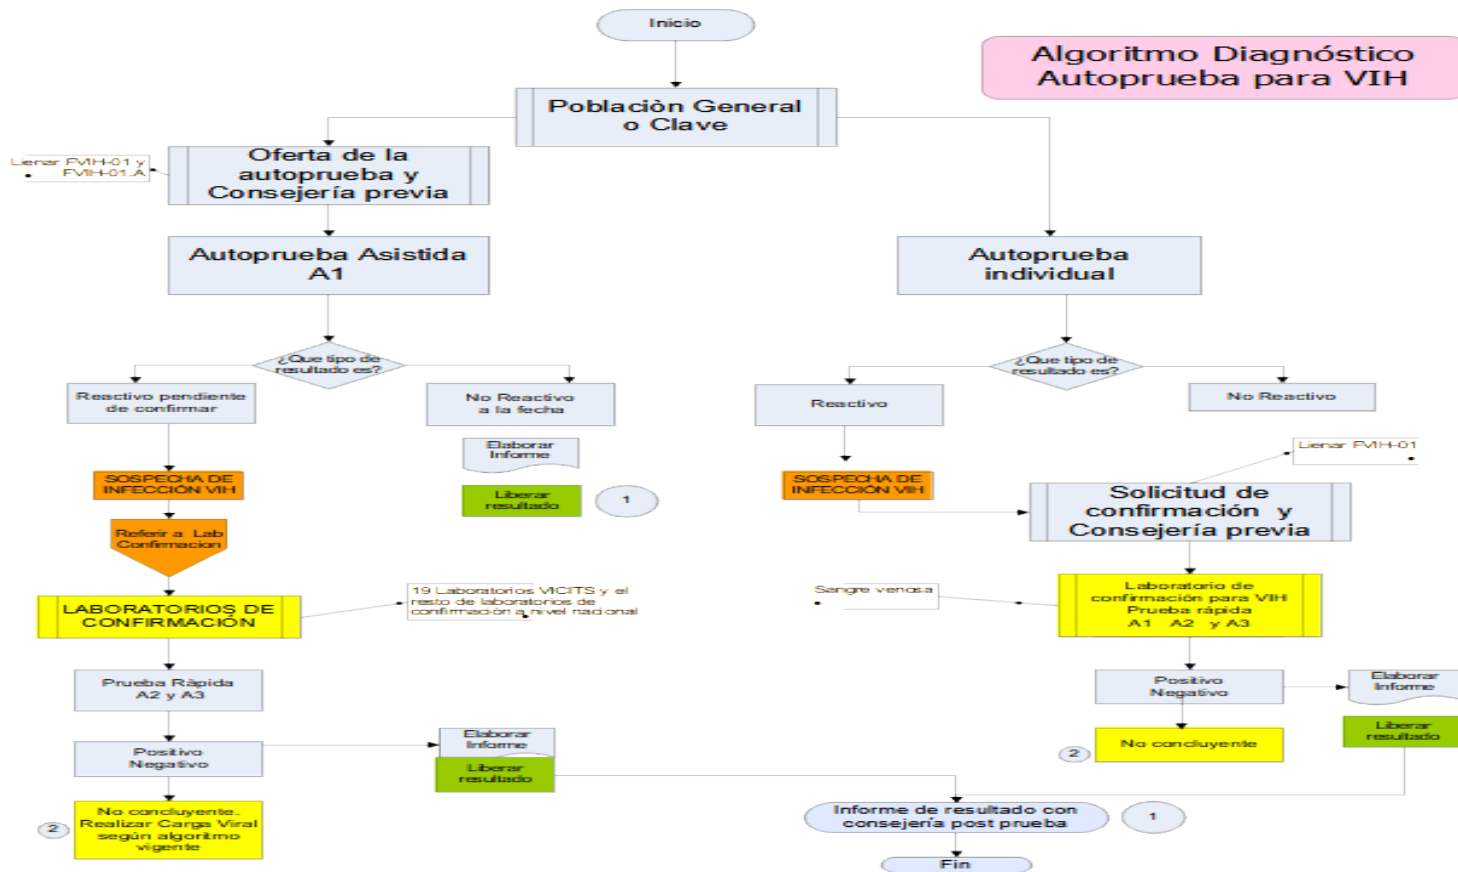 Inicio
Algoritmo Diagnóstico
Autoprueba para VIH
Poblaciòn General
o Clave
Oferta de la
autoprueba y
Consejería previa
Llenar FVIH-01 y
FVIH-01.A
Autoprueba Asistida
A1
Autoprueba
individual
¿Que tipo de
resultado es?
¿Que tipo de
resultado es?
Reactivo pendiente
de confirmar
No Reactivo
a la fecha
Reactivo
No Reactivo
Elaborar
Informe
Liberar
resultado
1
SOSPECHA DE
INFECCIÓN VIH
SOSPECHA DE
INFECCIÓN VIH
Llenar FVIH-01
Solicitud de
confirmación y
Consejería previa
Referir a Lab
Confirmacion
LABORATORIOS DE
CONFIRMACIÓN
19 Laboratorios VICITS y el
resto de laboratorios de
confirmación a nivel nacional
Sangre venosa
Laboratorio de
confirmación para VIH
Prueba rápida
A1 A2 y A3
Prueba Ràpida
A2 y A3
Positivo
Negativo
Elaborar
Informe
Liberar
resultado
Positivo
Negativo
Elaborar
Informe
Liberar
resultado
2
No concluyente
2
No concluyente.
Realizar Carga Viral
según algoritmo
vigente
Informe de resultado con
consejería post prueba
1
Fin